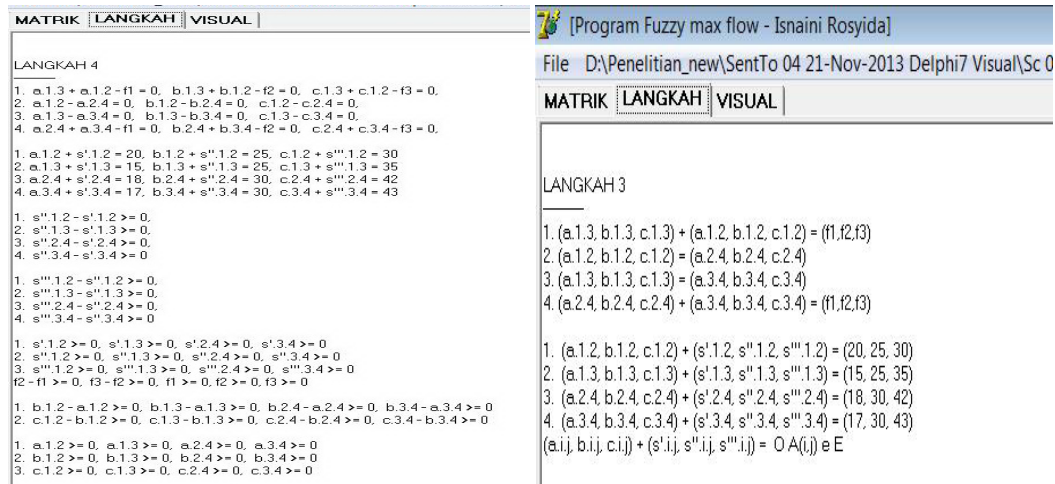 MATRIK LANGKAH VISUAL
LANGKAH 4
1. a.1.3 + a.1.2 - f1 = 0, b.1.3 + b.1.2 - f2 = 0, c.1.3 + c.1.2 - f3 = 0,
2. a.1.2 - a.2.4 = 0, b.1.2 - b.2.4 = 0, c.1.2 - c.2.4 = 0,
3. a.1.3 - a.3.4 = 0, b.1.3 - b.3.4 = 0, c.1.3 - c.3.4 = 0,
4. a.2.4 + a.3.4 - f1 = 0, b.2.4 + b.3.4 - f2 = 0, c.2.4 + c.3.4 - f3 = 0,
1. a.1.2 + s'.1.2 = 20, b.1.2 + s''.1.2 = 25, c.1.2 + s'''.1.2 = 30
2. a.1.3 + s'.1.3 = 15, b.1.3 + s''.1.3 = 25, c.1.3 + s'''.1.3 = 35
3. a.2.4 + s'.2.4 = 18, b.2.4 + s''.2.4 = 30, c.2.4 + s'''.2.4 = 42
4. a.3.4 + s'.3.4 = 17, b.3.4 + s''.3.4 = 30, c.3.4 + s'''.3.4 = 43
1. s''.1.2 - s'.1.2 >= 0,
2. s''.1.3 - s'.1.3 >= 0,
3. s''.2.4 - s'.2.4 >= 0,
4. s''.3.4 - s'.3.4 >= 0
1. s'''.1.2 - s''.1.2 >= 0,
2. s'''.1.3 - s''.1.3 >= 0,
3. s'''.2.4 - s''.2.4 >= 0,
4. s'''.3.4 - s''.3.4 >= 0
1. s'.1.2 >= 0, s'.1.3 >= 0, s'.2.4 >= 0, s'.3.4 >= 0
2. s''.1.2 >= 0, s''.1.3 >= 0, s''.2.4 >= 0, s''.3.4 >= 0
3. s'''.1.2 >= 0, s'''.1.3 >= 0, s'''.2.4 >= 0, s'''.3.4 >= 0
f2 - f1 >= 0, f3 - f2 >= 0, f1 >= 0, f2 >= 0, f3 >= 0
1. b.1.2 - a.1.2 >= 0, b.1.3 - a.1.3 >= 0, b.2.4 - a.2.4 >= 0, b.3.4 - a.3.4 >= 0
2. c.1.2 - b.1.2 >= 0, c.1.3 - b.1.3 >= 0, c.2.4 - b.2.4 >= 0, c.3.4 - b.3.4 >= 0
1. a.1.2 >= 0, a.1.3 >= 0, a.2.4 >= 0, a.3.4 >= 0
2. b.1.2 >= 0, b.1.3 >= 0, b.2.4 >= 0, b.3.4 >= 0
3. c.1.2 >= 0, c.1.3 >= 0, c.2.4 >= 0, c.3.4 >= 0
[Program Fuzzy max flow - Isnaini Rosyida]
File D:\Penelitian_new\SentTo 04 21-Nov-2013 Delphi7 Visual\Sc 0
MATRIK LANGKAH VISUAL
LANGKAH 3
1. (a.1.3, b.1.3, c.1.3) + (a.1.2, b.1.2, c.1.2) = (f1,f2,f3)
2. (a.1.2, b.1.2, c.1.2) = (a.2.4, b.2.4, c.2.4)
3. (a.1.3, b.1.3, c.1.3) = (a.3.4, b.3.4, c.3.4)
4. (a.2.4, b.2.4, c.2.4) + (a.3.4, b.3.4, c.3.4) = (f1,f2,f3)
1. (a.1.2, b.1.2, c.1.2) + (s'.1.2, s''.1.2, s'''.1.2) = (20, 25, 30)
2. (a.1.3, b.1.3, c.1.3) + (s'.1.3, s''.1.3, s'''.1.3) = (15, 25, 35)
3. (a.2.4, b.2.4, c.2.4) + (s'.2.4, s''.2.4, s'''.2.4) = (18, 30, 42)
4. (a.3.4, b.3.4, c.3.4) + (s'.3.4, s''.3.4, s'''.3.4) = (17, 30, 43)
(a.i.j, b.i.j, c.i.j) + (s'.i.j, s''.i.j, s'''.i.j) = O A(i,j) e E